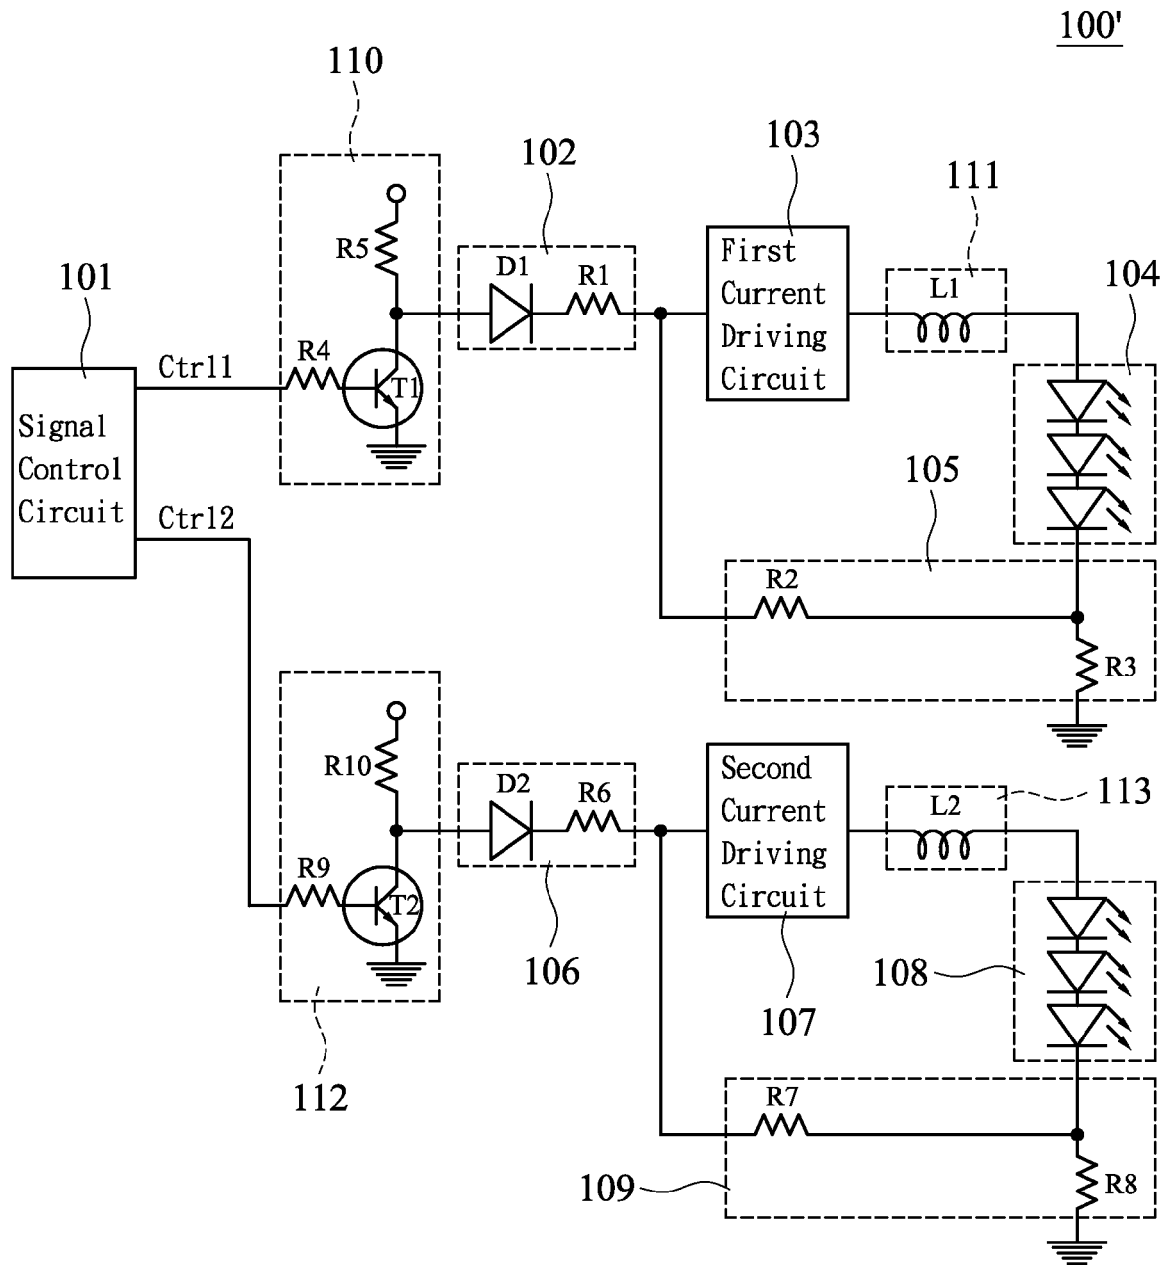 100'
110
102
103
111
104
101
R5
D1
R1
First
Current
Driving
Circuit
L1
Ctrl1
R4
T1
Signal
Control
Circuit
Ctrl2
105
R2
R3
R10
D2
R6
Second
Current
Driving
Circuit
L2
113
R9
T2
106
107
108
112
R7
109
R8